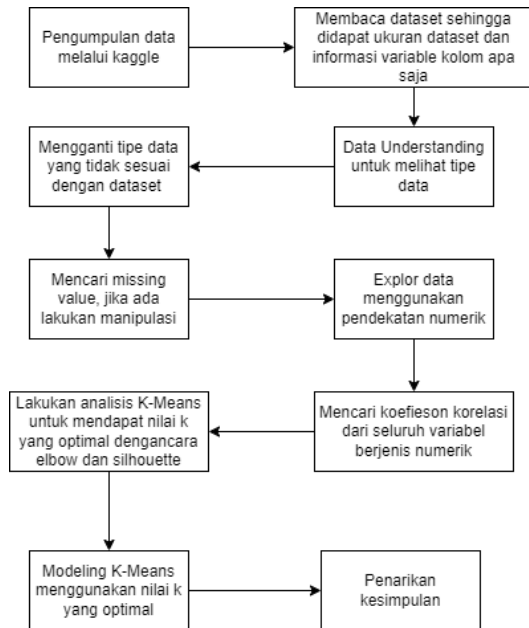 Pengumpulan data
melalui kaggle
Membaca dataset sehingga
didapat ukuran dataset dan
informasi variable kolom apa
saja
Data Understanding
untuk melihat tipe
data
Mengganti tipe data
yang tidak sesuai
dengan dataset
Mencari missing
value, jika ada
lakukan manipulasi
Explor data
menggunakan
pendekatan numerik
Mencari koefieson korelasi
dari seluruh variabel
berjenis numerik
Lakukan analisis K-Means
untuk mendapat nilai k
yang optimal dengancara
elbow dan silhouette
Modeling K-Means
menggunakan nilai k
yang optimal
Penarikan
kesimpulan